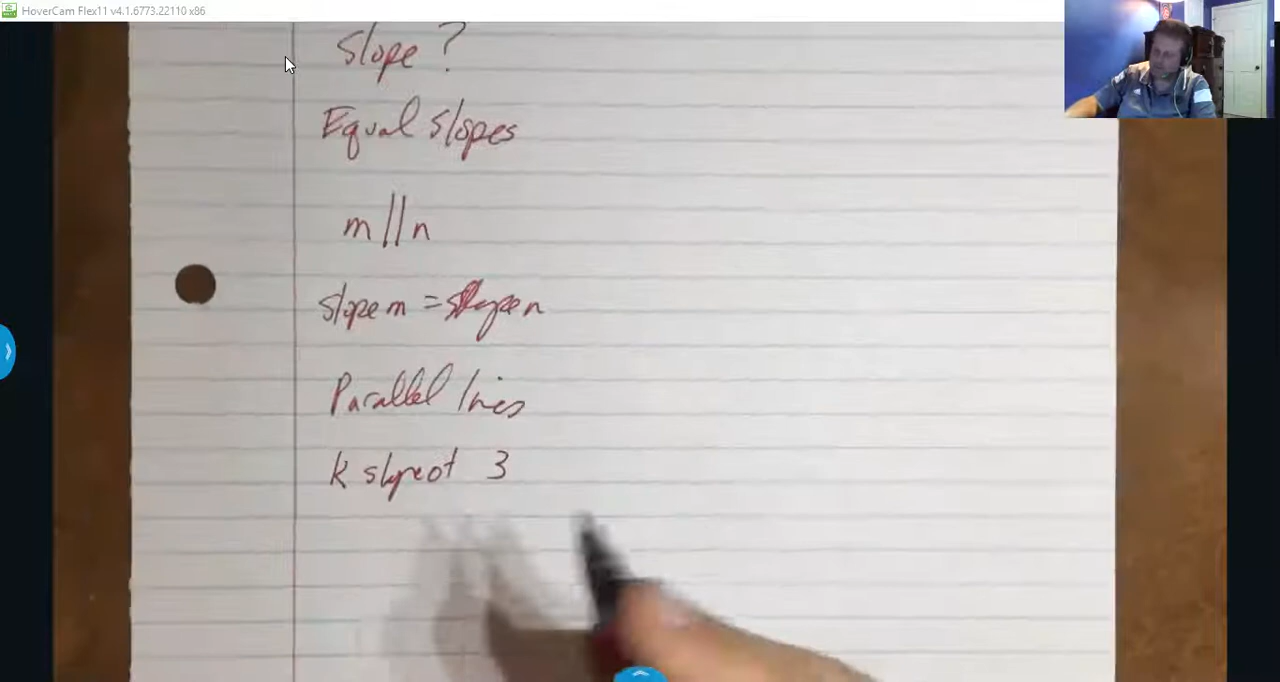 HoverCam Flex11 v4.1.6773.22110 x86
Slope?
Equal slopes
m || n
slope m = slope n
Parallel lines
k slope of 3